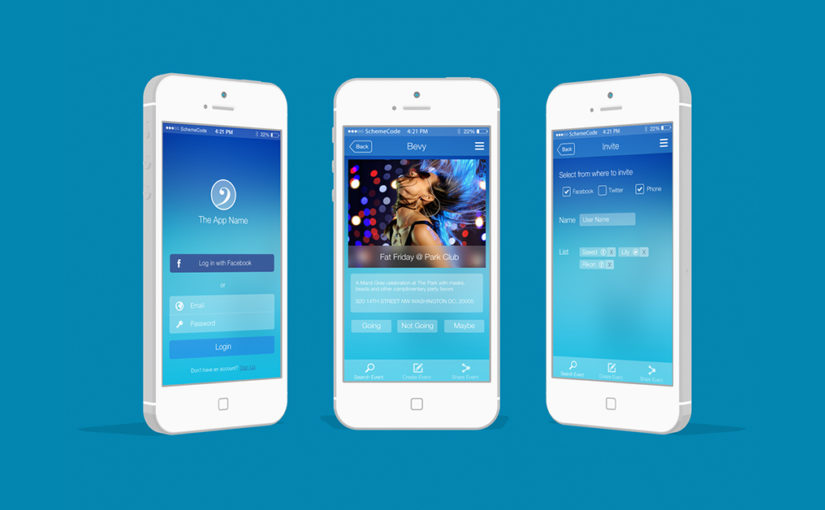 SchemeCode 4:21 PM 22%
The App Name
f Log in with Facebook
or
Email
Password
Login
Don't have an account? Sign Up
SchemeCode 4:21 PM 22%
Back Bevy
Fat Friday @ Park Club
A Mardi Gras celebration at The Park with masks,
beads and other complimentary party favors
920 14TH STREET NW WASHINGTON DC, 20005
Going Not Going Maybe
Search Event Create Event Share Event
SchemeCode 4:21 PM 22%
Back Invite
Select from where to invite
Facebook Twitter Phone
Name User Name
List Saved X Lily X
X
Search Event Create Event Share Event